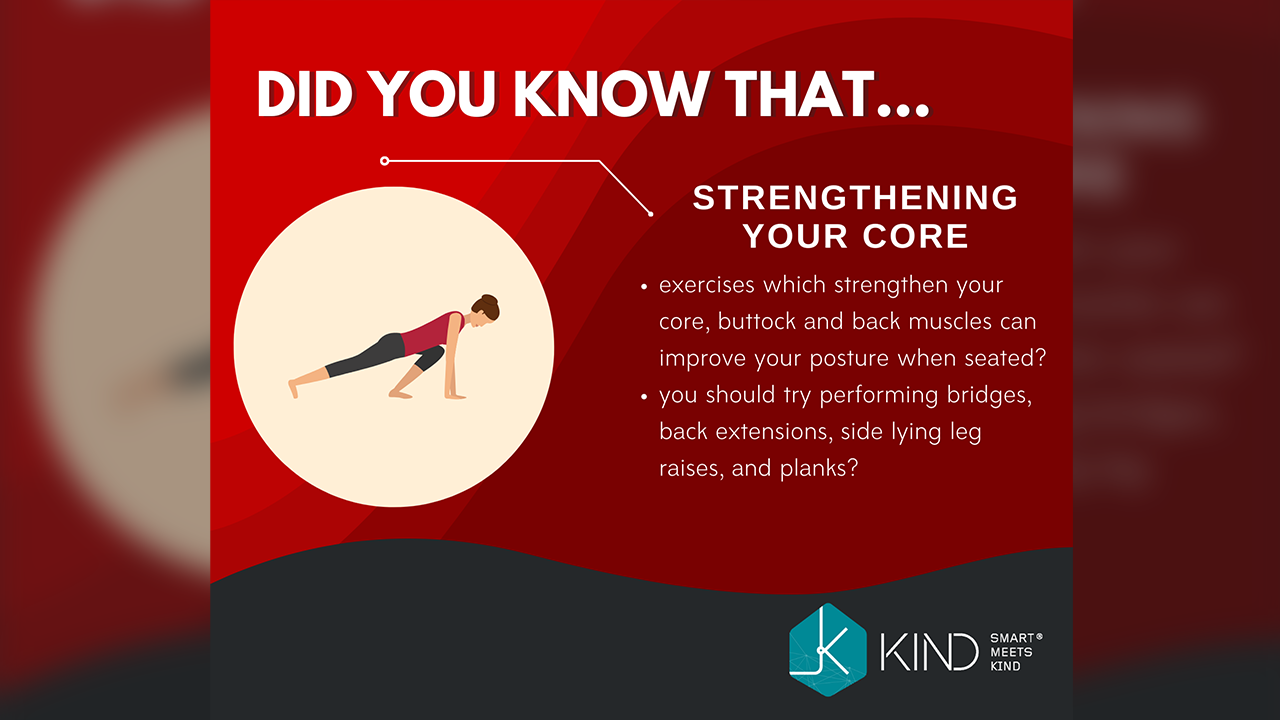 DID YOU KNOW THAT...
STRENGTHENING
YOUR CORE
• exercises which strengthen your
core, buttock and back muscles can
improve your posture when seated?
• you should try performing bridges,
back extensions, side lying leg
raises, and planks?
KIND
SMART®
MEETS
KIND